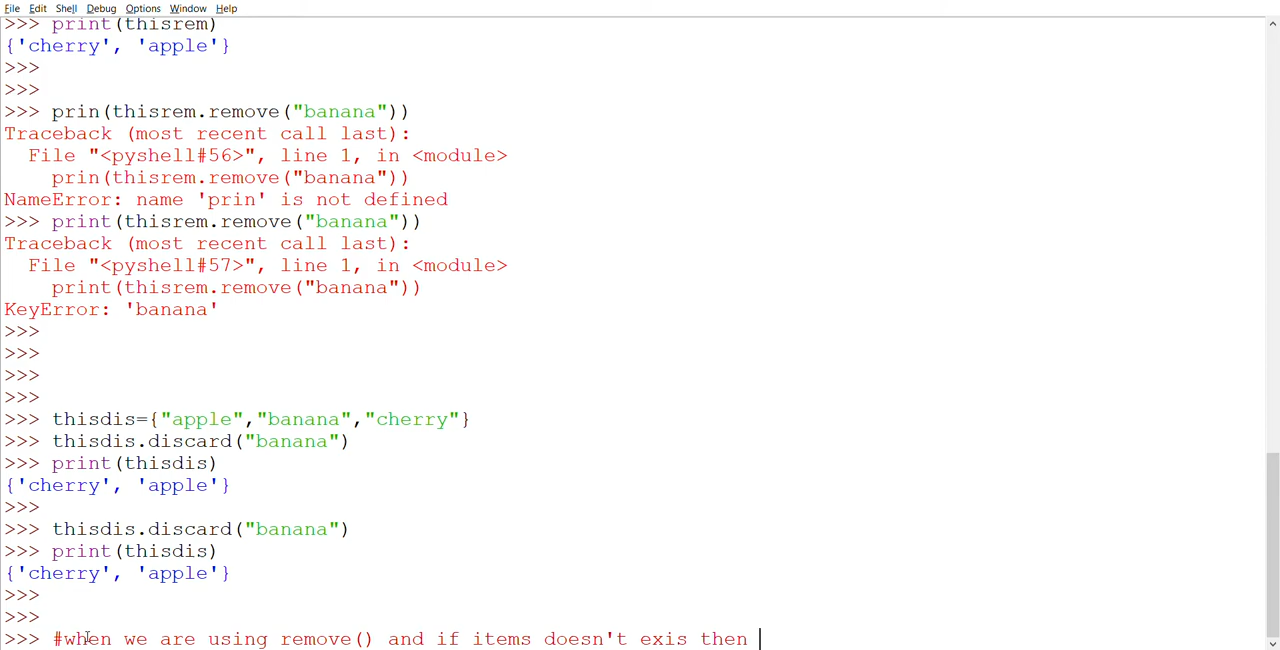 File Edit Shell Debug Options Window Help
>>> print(thisrem)
{'cherry', 'apple'}
>>>
>>>
>>> prin(thisrem.remove("banana"))
Traceback (most recent call last):
  File "<pyshell#56>", line 1, in <module>
    prin(thisrem.remove("banana"))
NameError: name 'prin' is not defined
>>> print(thisrem.remove("banana"))
Traceback (most recent call last):
  File "<pyshell#57>", line 1, in <module>
    print(thisrem.remove("banana"))
KeyError: 'banana'
>>>
>>>
>>>
>>>
>>> thisdis={"apple","banana","cherry"}
>>> thisdis.discard("banana")
>>> print(thisdis)
{'cherry', 'apple'}
>>>
>>> thisdis.discard("banana")
>>> print(thisdis)
{'cherry', 'apple'}
>>>
>>>
>>> #when we are using remove() and if items doesn't exis then